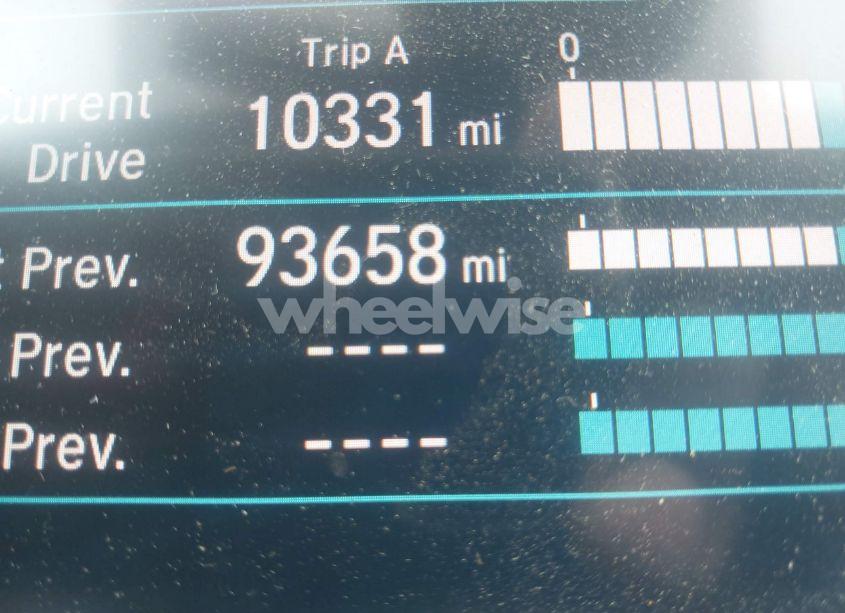 Trip A 0
Current
Drive 10331 mi
t Prev. 93658 mi
wheelwise
Prev. ----
Prev. ----